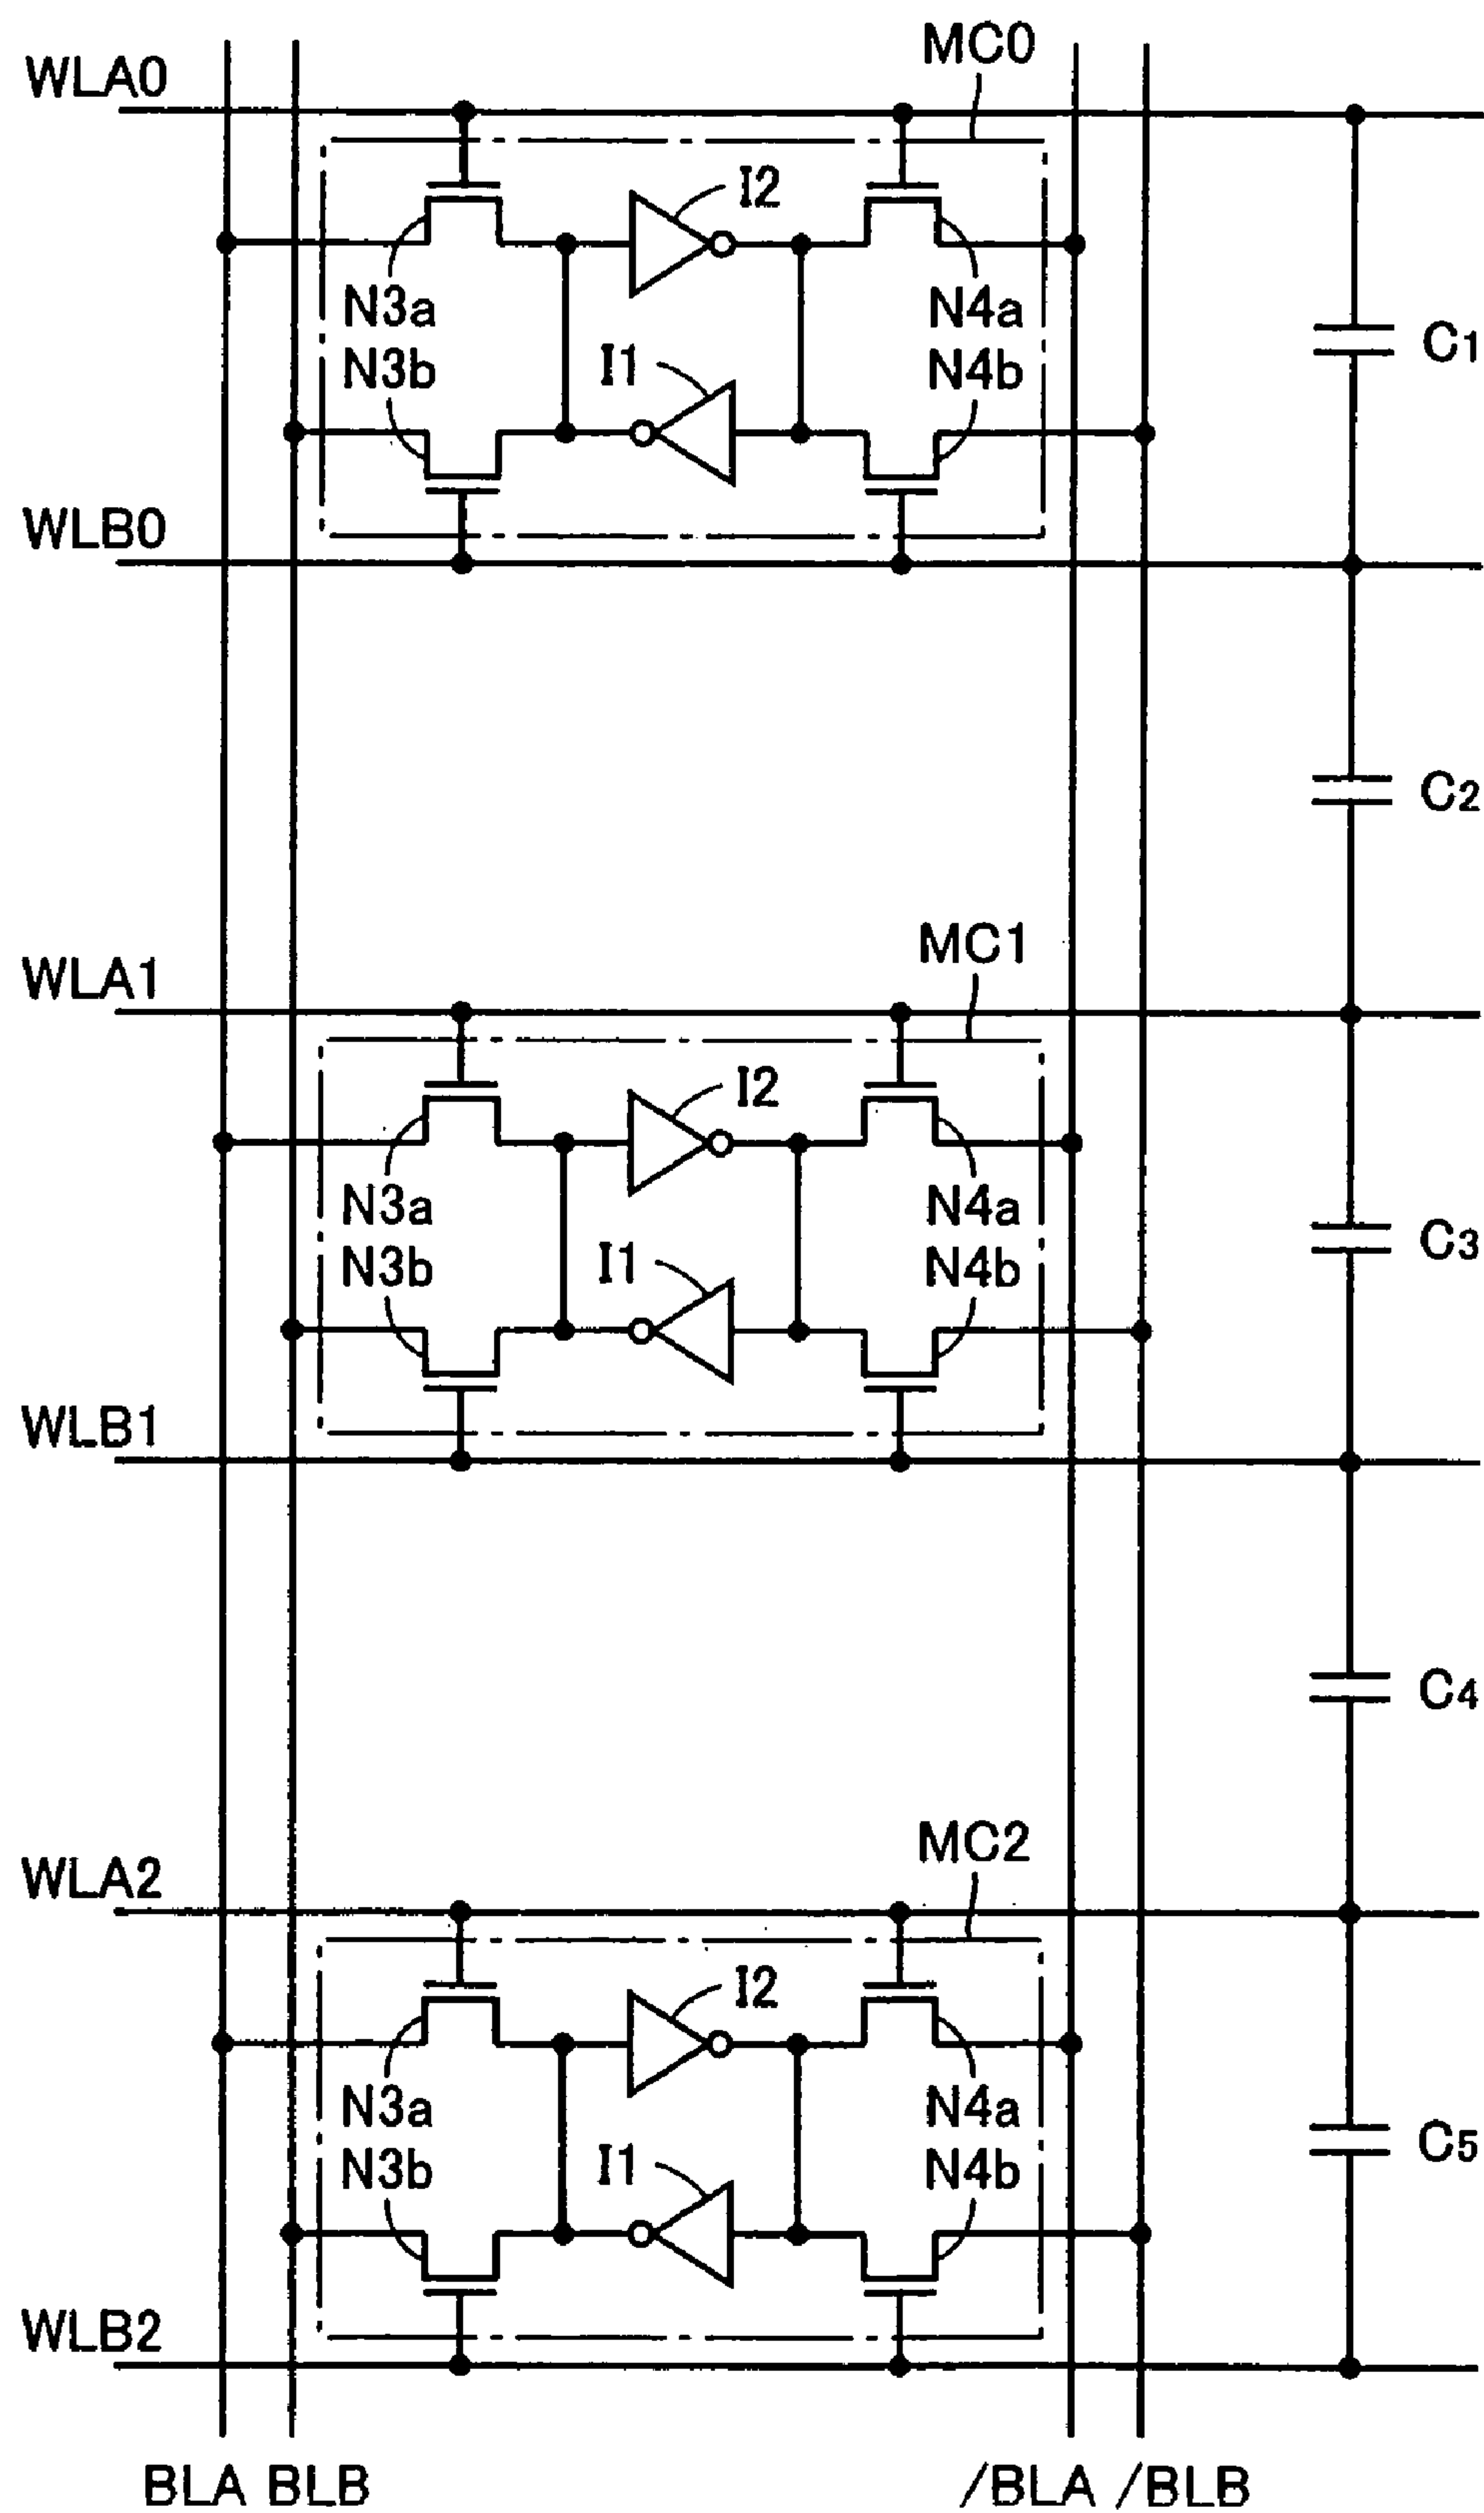 MC0
WLA0
I2
N3a
N4a
C1
N3b
I1
N4b
WLB0
C2
MC1
WLA1
I2
N3a
N4a
C3
N3b
I1
N4b
WLB1
C4
MC2
WLA2
I2
N3a
N4a
C5
N3b
I1
N4b
WLB2
BLA BLB /BLA /BLB